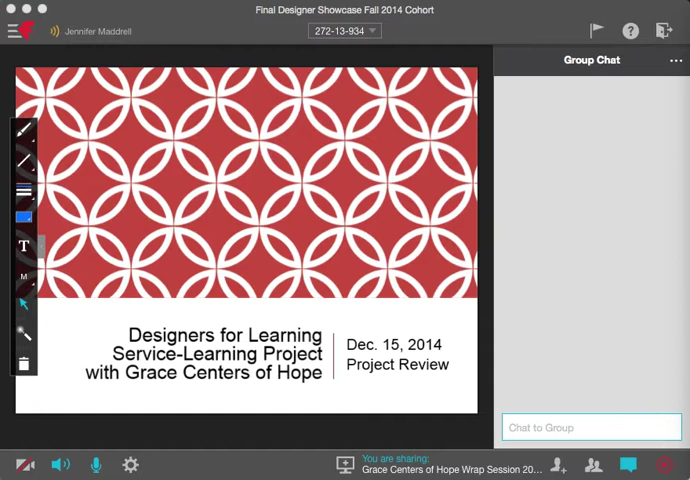 Final Designer Showcase Fall 2014 Cohort
Jennifer Maddrell
272-13-934
Group Chat
T
M
Designers for Learning
Service-Learning Project
with Grace Centers of Hope
Dec. 15, 2014
Project Review
Chat to Group
You are sharing:
Grace Centers of Hope Wrap Session 20...